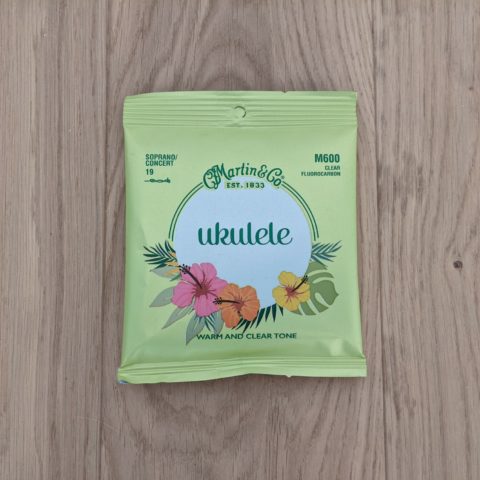 SOPRANO/
CONCERT
19
M600
CLEAR
FLUOROCARBON
C.F. Martin & Co.®
EST. 1833
ukulele
WARM AND CLEAR TONE